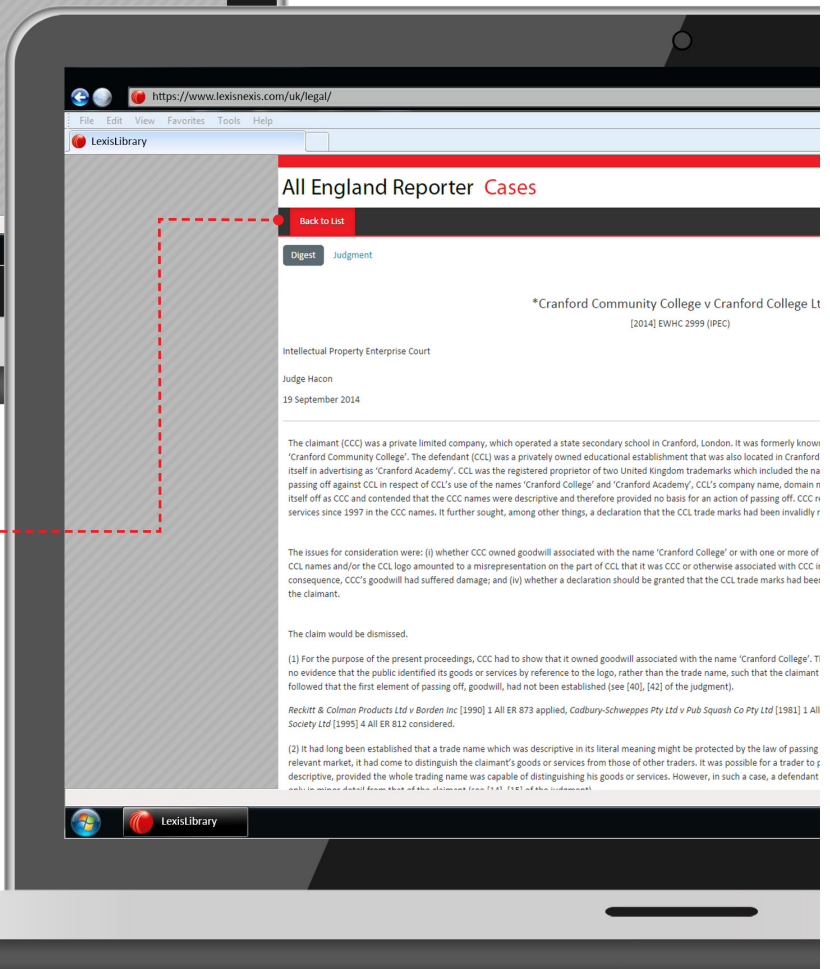 https://www.lexisnexis.com/uk/legal/
File Edit View Favorites Tools Help
LexisLibrary
All England Reporter Cases
Back to List
Digest Judgment
*Cranford Community College v Cranford College
[2014] EWHC 2999 (IPEC)
Intellectual Property Enterprise Court
Judge Hacon
19 September 2014
The claimant (CCC) was a private limited company, which operated a state secondary school in Cranford, London. It was formerly
'Cranford Community College'. The defendant (CCL) was a privately owned educational establishment that was also located in Cranford
itself in advertising as 'Cranford Academy'. CCL was the registered proprietor of two United Kingdom trademarks which included the
passing off against CCL in respect of CCL's use of the names 'Cranford College' and 'Cranford Academy', CCL's company name, domain
itself off as CCC and contended that the CCC names were descriptive and therefore provided no basis for an action of passing off. CCC
services since 1997 in the CCC names. It further sought, among other things, a declaration that the CCL trade marks had been invalidly
The issues for consideration were: (i) whether CCC owned goodwill associated with the name 'Cranford College' or with one or more of
CCL names and/or the CCL logo amounted to a misrepresentation on the part of CCL that it was CCC or otherwise associated with CCC
consequence, CCC's goodwill had suffered damage; and (iv) whether a declaration should be granted that the CCL trade marks had
the claimant.
The claim would be dismissed.
(1) For the purpose of the present proceedings, CCC had to show that it owned goodwill associated with the name 'Cranford College'.
no evidence that the public identified its goods or services by reference to the logo, rather than the trade name, such that the claimant
followed that the first element of passing off, goodwill, had not been established (see [40], [42] of the judgment).
Reckitt & Colman Products Ltd v Borden Inc [1990] 1 All ER 873 applied, Cadbury-Schweppes Pty Ltd v Pub Squash Co Pty Ltd [1981] 1 All
Society Ltd [1995] 4 All ER 812 considered.
(2) It had long been established that a trade name which was descriptive in its literal meaning might be protected by the law of passing
relevant market, it had come to distinguish the claimant's goods or services from those of other traders. It was possible for a trader to
descriptive, provided the whole trading name was capable of distinguishing his goods or services. However, in such a case, a defendant
only in minor detail from that of the claimant (see [14], [15] of the judgment)
LexisLibrary